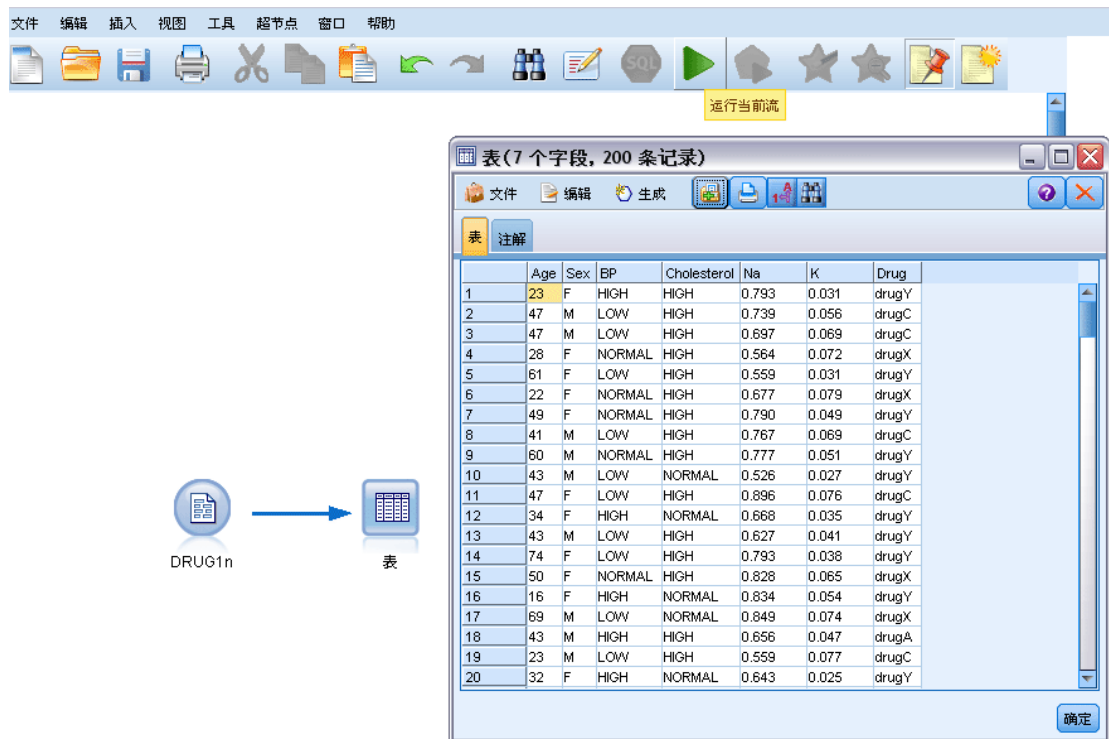 文件 编辑 插入 视图 工具 超节点 窗口 帮助
SQL
运行当前流
表(7 个字段, 200 条记录)
文件 编辑 生成
表 注解
Age Sex BP Cholesterol Na K Drug
1 23 F HIGH HIGH 0.793 0.031 drugY
2 47 M LOW HIGH 0.739 0.056 drugC
3 47 M LOW HIGH 0.697 0.069 drugC
4 28 F NORMAL HIGH 0.564 0.072 drugX
5 61 F LOW HIGH 0.559 0.031 drugY
6 22 F NORMAL HIGH 0.677 0.079 drugX
7 49 F NORMAL HIGH 0.790 0.049 drugY
8 41 M LOW HIGH 0.767 0.069 drugC
9 60 M NORMAL HIGH 0.777 0.051 drugY
10 43 M LOW NORMAL 0.526 0.027 drugY
11 47 F LOW HIGH 0.896 0.076 drugC
12 34 F HIGH NORMAL 0.668 0.035 drugY
13 43 M LOW HIGH 0.627 0.041 drugY
14 74 F LOW HIGH 0.793 0.038 drugY
15 50 F NORMAL HIGH 0.828 0.065 drugX
16 16 F HIGH NORMAL 0.834 0.054 drugY
17 69 M LOW NORMAL 0.849 0.074 drugX
18 43 M HIGH HIGH 0.656 0.047 drugA
19 23 M LOW HIGH 0.559 0.077 drugC
20 32 F HIGH NORMAL 0.643 0.025 drugY
DRUG1n
表
确定